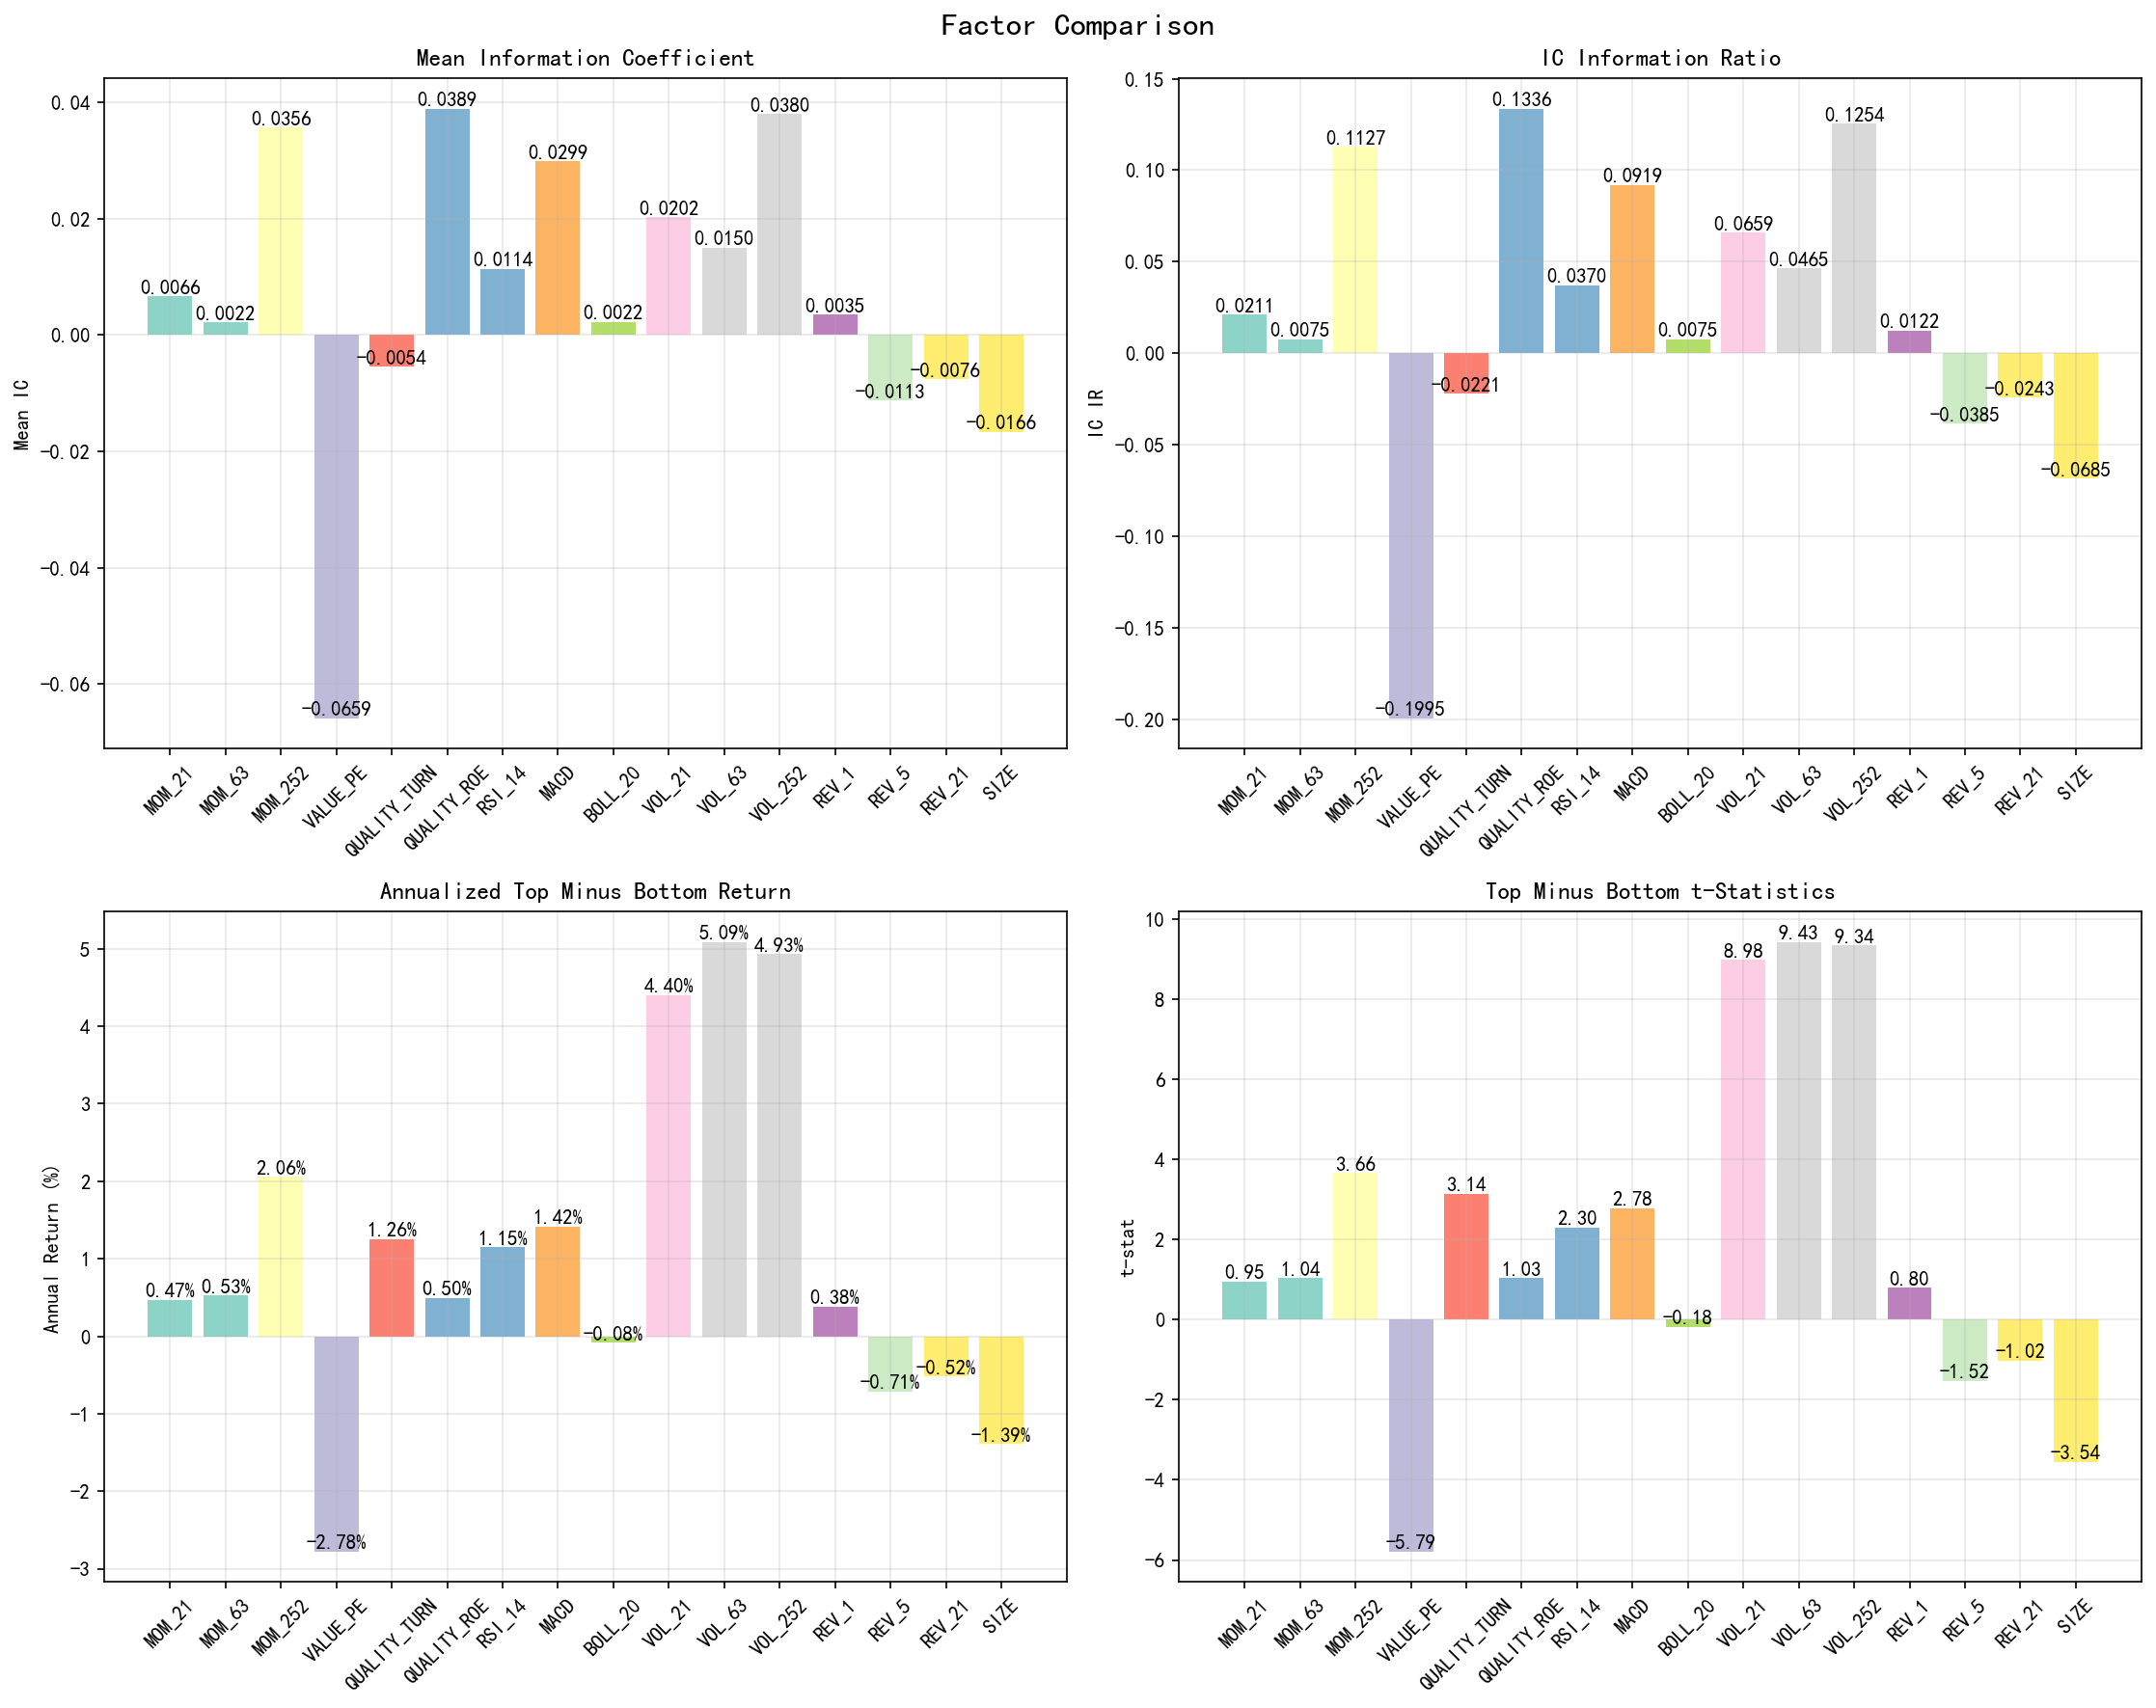 Factor Comparison
Mean Information Coefficient
Mean IC
0.04
0.02
0.00
-0.02
-0.04
-0.06
0.0066
0.0022
0.0356
-0.0659
-0.0054
0.0389
0.0114
0.0299
0.0022
0.0202
0.0150
0.0380
0.0035
-0.0113
-0.0076
-0.0166
MOM_21
MOM_63
MOM_252
VALUE_PE
QUALITY_TURN
QUALITY_ROE
RSI_14
MACD
BOLL_20
VOL_21
VOL_63
VOL_252
REV_1
REV_5
REV_21
SIZE
IC Information Ratio
IC IR
0.15
0.10
0.05
0.00
-0.05
-0.10
-0.15
-0.20
0.0211
0.0075
0.1127
-0.1995
-0.0221
0.1336
0.0370
0.0919
0.0075
0.0659
0.0465
0.1254
0.0122
-0.0385
-0.0243
-0.0685
MOM_21
MOM_63
MOM_252
VALUE_PE
QUALITY_TURN
QUALITY_ROE
RSI_14
MACD
BOLL_20
VOL_21
VOL_63
VOL_252
REV_1
REV_5
REV_21
SIZE
Annualized Top Minus Bottom Return
Annual Return (%)
5
4
3
2
1
0
-1
-2
-3
0.47%
0.53%
2.06%
-2.78%
1.26%
0.50%
1.15%
1.42%
-0.08%
4.40%
5.09%
4.93%
0.38%
-0.71%
-0.52%
-1.39%
MOM_21
MOM_63
MOM_252
VALUE_PE
QUALITY_TURN
QUALITY_ROE
RSI_14
MACD
BOLL_20
VOL_21
VOL_63
VOL_252
REV_1
REV_5
REV_21
SIZE
Top Minus Bottom t-Statistics
t-stat
10
8
6
4
2
0
-2
-4
-6
0.95
1.04
3.66
-5.79
3.14
1.03
2.30
2.78
-0.18
8.98
9.43
9.34
0.80
-1.52
-1.02
-3.54
MOM_21
MOM_63
MOM_252
VALUE_PE
QUALITY_TURN
QUALITY_ROE
RSI_14
MACD
BOLL_20
VOL_21
VOL_63
VOL_252
REV_1
REV_5
REV_21
SIZE